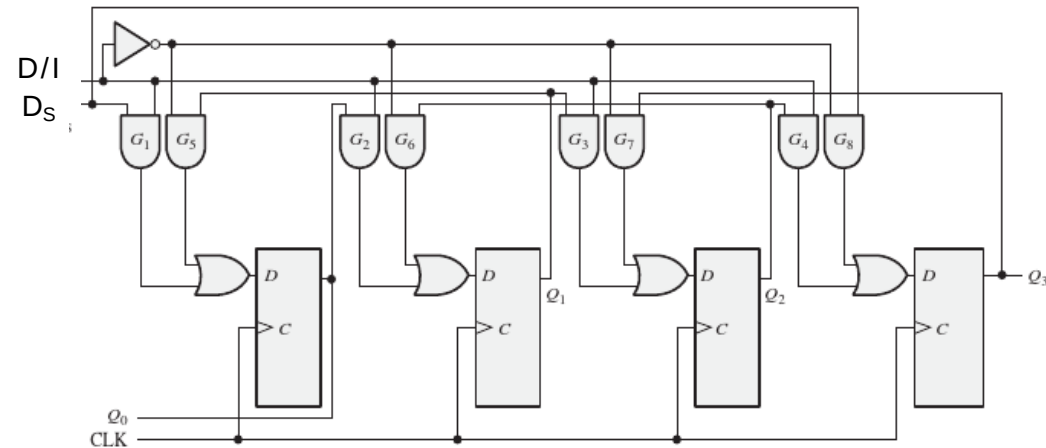 D/I
DS
s
G1 G5 G2 G6 G3 G7 G4 G8
D D D D
Q1 Q2 Q3
C C C C
Q0
CLK